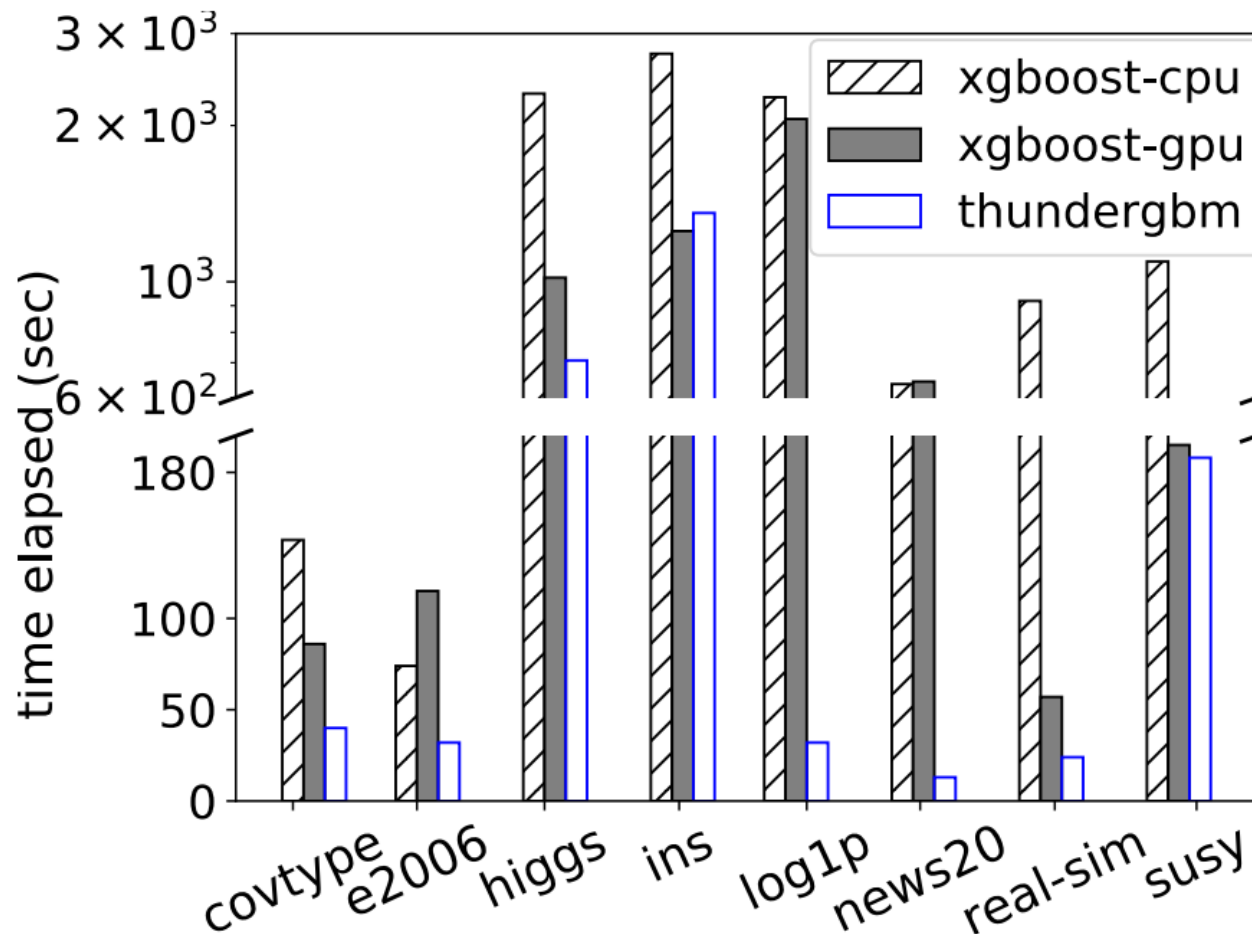 3 × 10³
2 × 10³
10³
6 × 10²
180
100
50
0
time elapsed (sec)
xgboost-cpu
xgboost-gpu
thundergbm
covtype
e2006
higgs
ins
log1p
news20
real-sim
susy